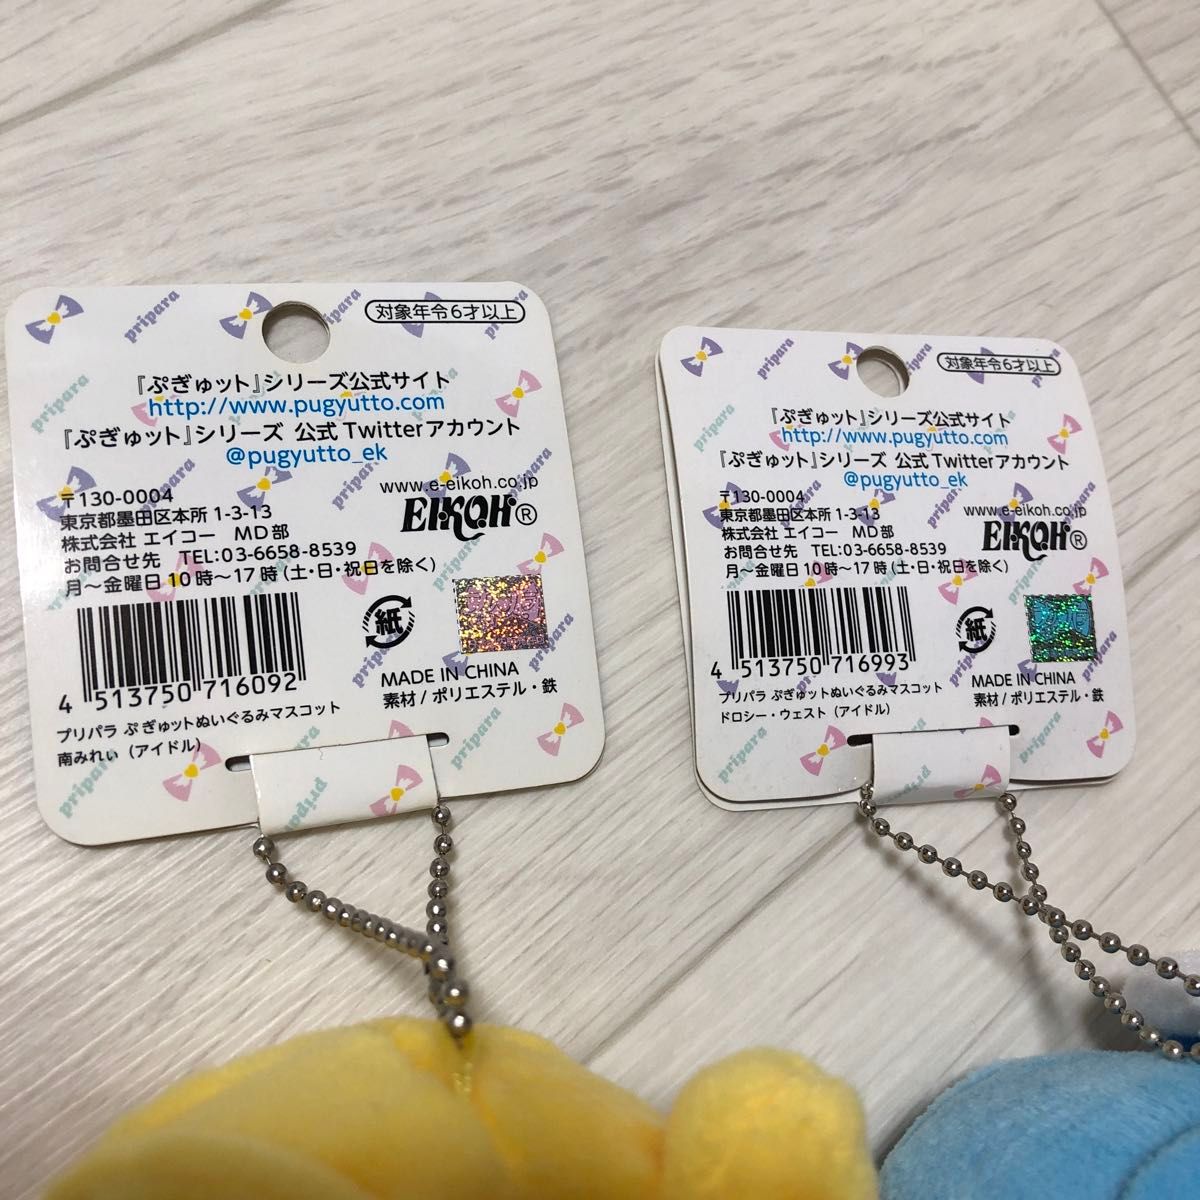 対象年令6才以上
『ぷぎゅット』シリーズ公式サイト
http://www.pugyutto.com
『ぷぎゅット』シリーズ 公式 Twitterアカウント
@pugyutto_ek
〒130-0004
東京都墨田区本所 1-3-13
株式会社 エイコー MD部
お問合せ先 TEL:03-6658-8539
月〜金曜日 10時〜17時 (土・日・祝日を除く)
www.e-eikoh.co.jp
EIKOH®
紙
4 513750 716092
MADE IN CHINA
素材 / ポリエステル・鉄
プリパラ ぷぎゅットぬいぐるみマスコット
南みれぃ (アイドル)
pripara
対象年令6才以上
『ぷぎゅット』シリーズ公式サイト
http://www.pugyutto.com
『ぷぎゅット』シリーズ 公式 Twitterアカウント
@pugyutto_ek
〒130-0004
東京都墨田区本所 1-3-13
株式会社 エイコー MD部
お問合せ先 TEL:03-6658-8539
月〜金曜日 10時〜17時 (土・日・祝日を除く)
www.e-eikoh.co.jp
EIKOH®
紙
4 513750 716993
MADE IN CHINA
素材 / ポリエステル・鉄
プリパラ ぷぎゅットぬいぐるみマスコット
ドロシー・ウェスト (アイドル)
pripara